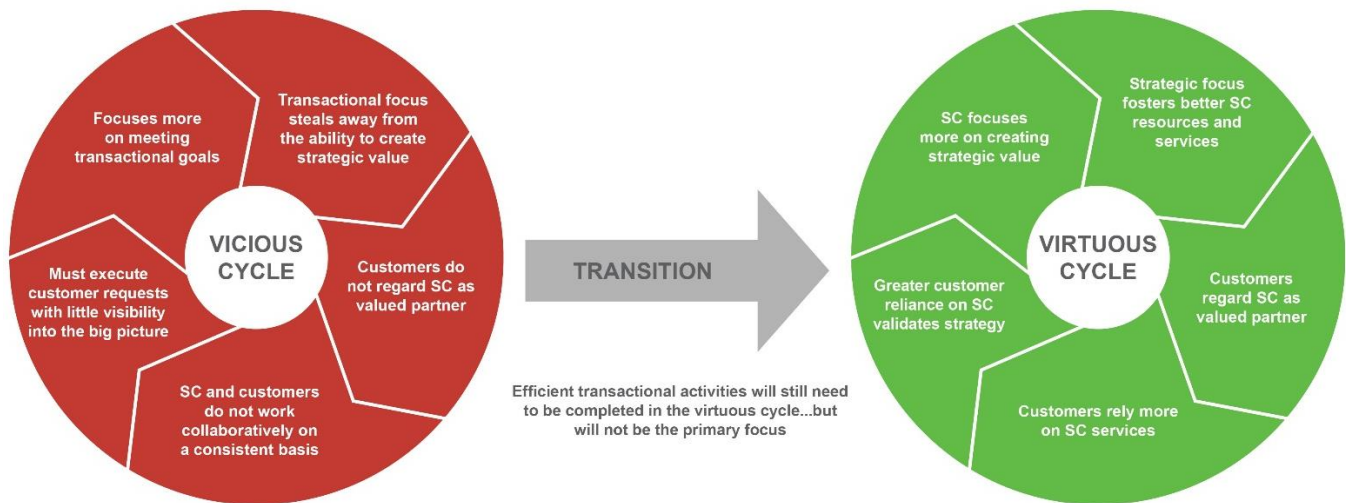 Focuses more
on meeting
transactional goals
Transactional focus
steals away from
the ability to create
strategic value
Customers do
not regard SC as
valued partner
SC and customers
do not work
collaboratively on
a consistent basis
Must execute
customer requests
with little visibility
into the big picture
VICIOUS
CYCLE
TRANSITION
Efficient transactional activities will still need
to be completed in the virtuous cycle...but
will not be the primary focus
SC focuses
more on creating
strategic value
Strategic focus
fosters better SC
resources and
services
Customers
regard SC as
valued partner
Customers rely more
on SC services
Greater customer
reliance on SC
validates strategy
VIRTUOUS
CYCLE